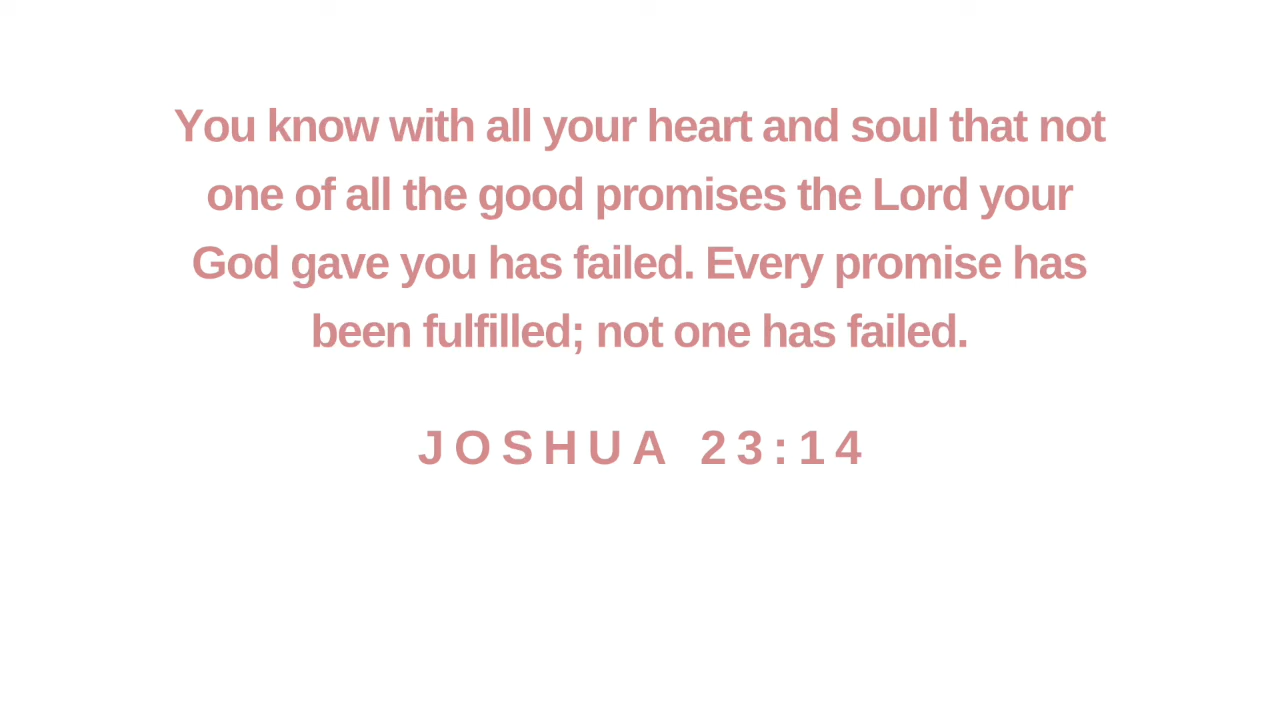 You know with all your heart and soul that not
one of all the good promises the Lord your
God gave you has failed. Every promise has
been fulfilled; not one has failed.
JOSHUA 23:14